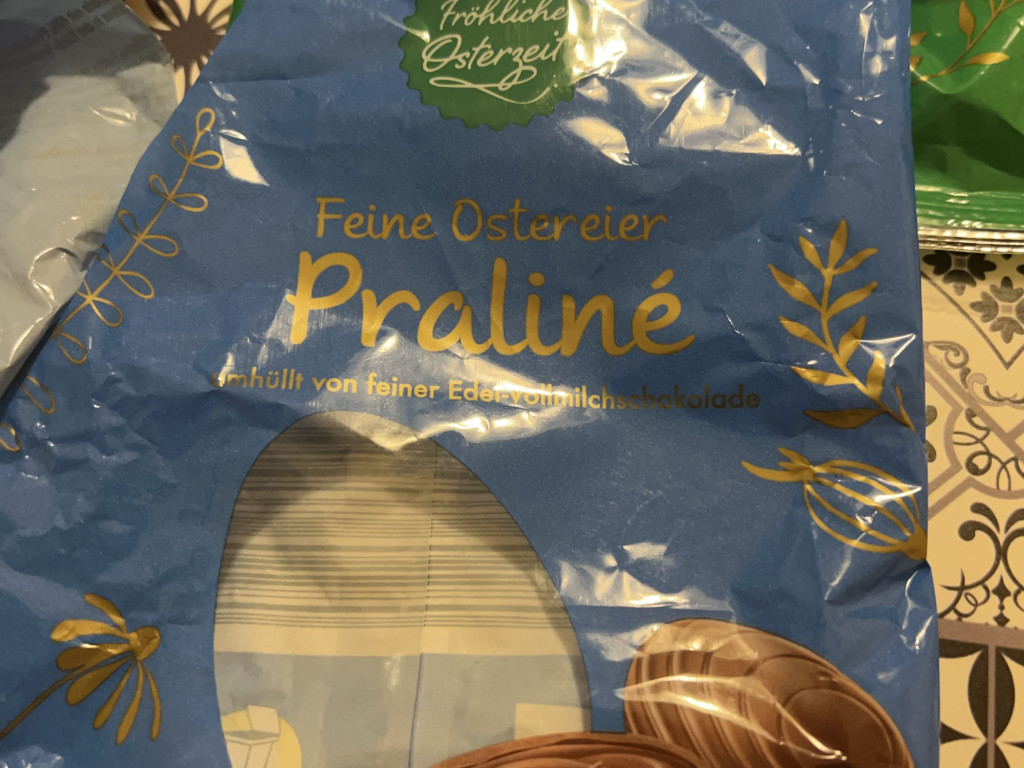 Fröhliche
Osterzeit
Feine Ostereier
Praliné
umhüllt von feiner Edel-vollmilchschokolade